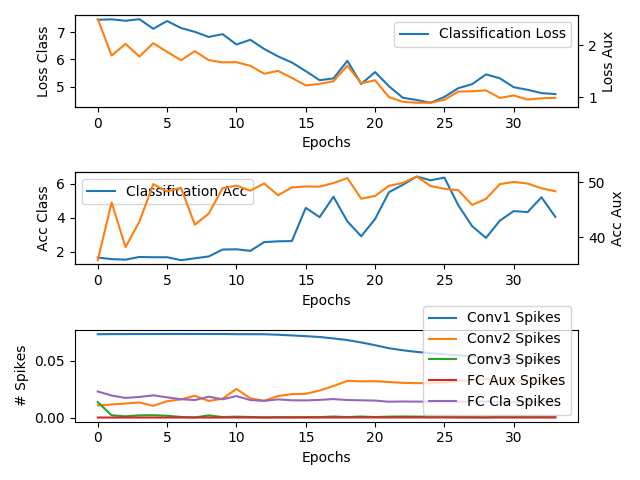 7
6
5
Loss Class
Classification Loss
2
1
Loss Aux
0 5 10 15 20 25 30
Epochs
6
4
2
Acc Class
Classification Acc
50
40
Acc Aux
0 5 10 15 20 25 30
Epochs
0.05
0.00
# Spikes
Conv1 Spikes
Conv2 Spikes
Conv3 Spikes
FC Aux Spikes
FC Cla Spikes
0 5 10 15 20 25 30
Epochs